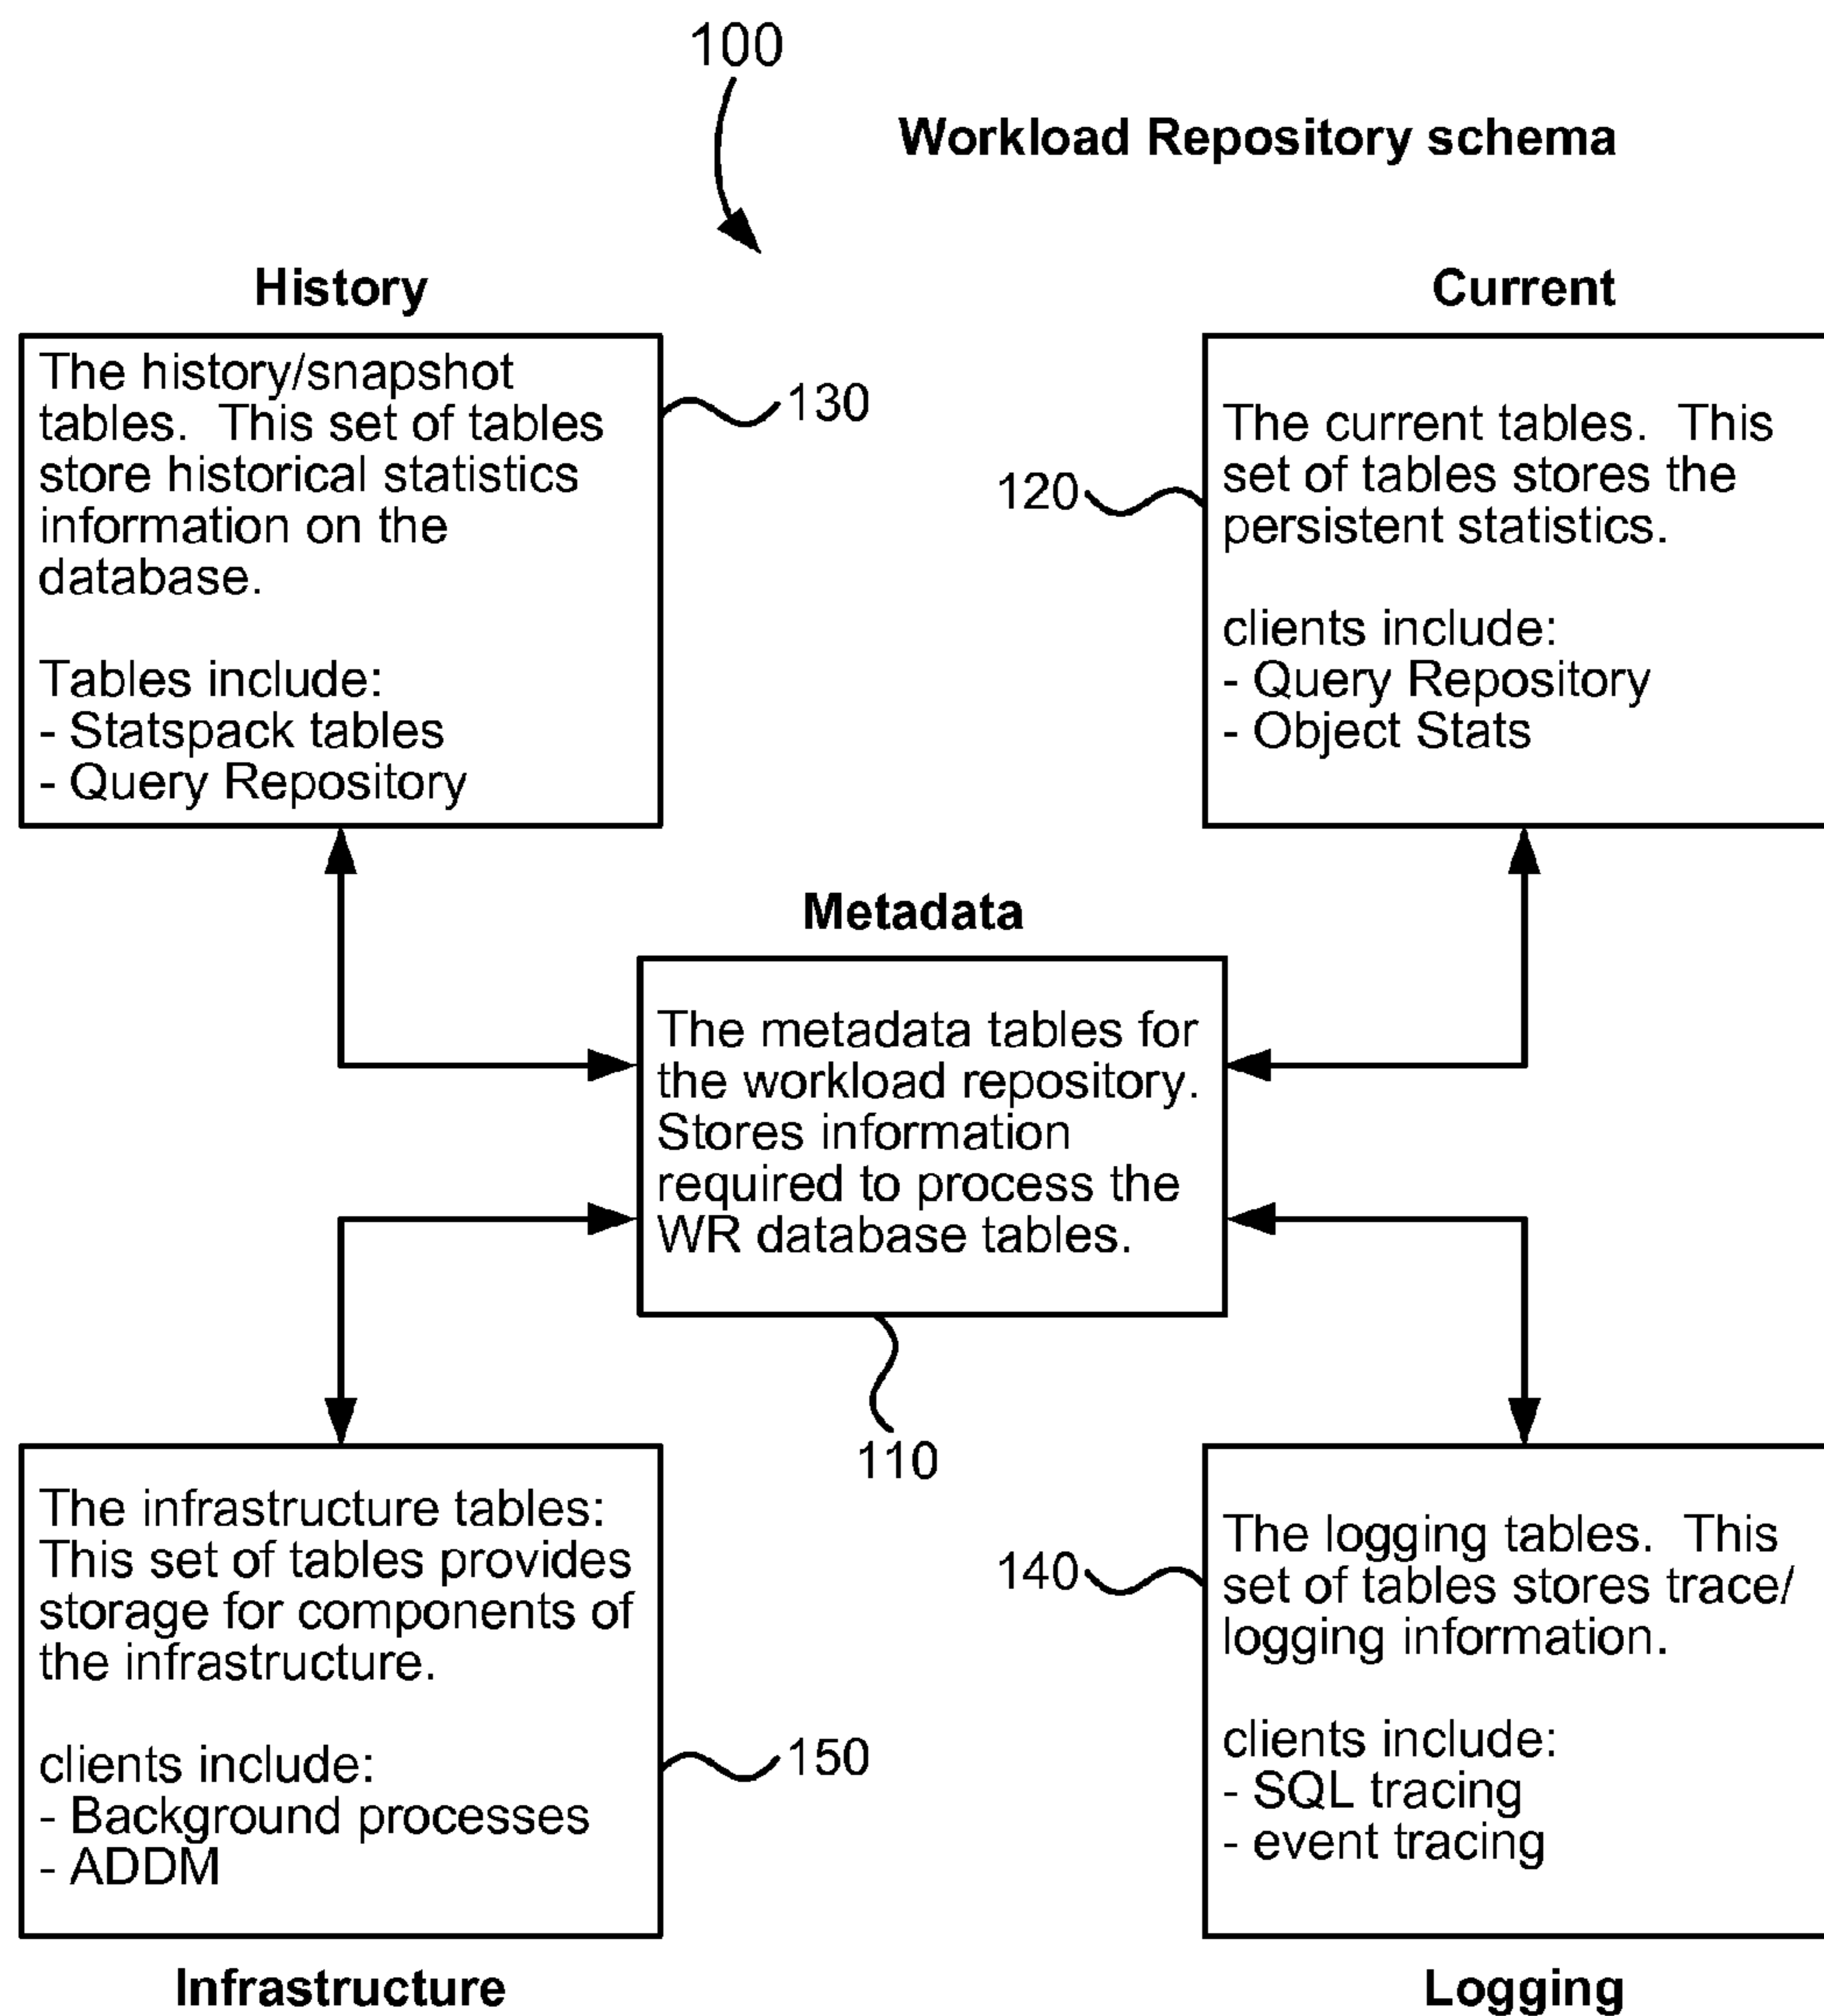 100
Workload Repository schema
History
The history/snapshot
tables.  This set of tables
store historical statistics
information on the
database.
Tables include:
- Statspack tables
- Query Repository
130
Current
The current tables.  This
set of tables stores the
persistent statistics.
clients include:
- Query Repository
- Object Stats
120
Metadata
The metadata tables for
the workload repository.
Stores information
required to process the
WR database tables.
110
The infrastructure tables:
This set of tables provides
storage for components of
the infrastructure.
clients include:
- Background processes
- ADDM
150
Infrastructure
The logging tables.  This
set of tables stores trace/
logging information.
clients include:
- SQL tracing
- event tracing
140
Logging